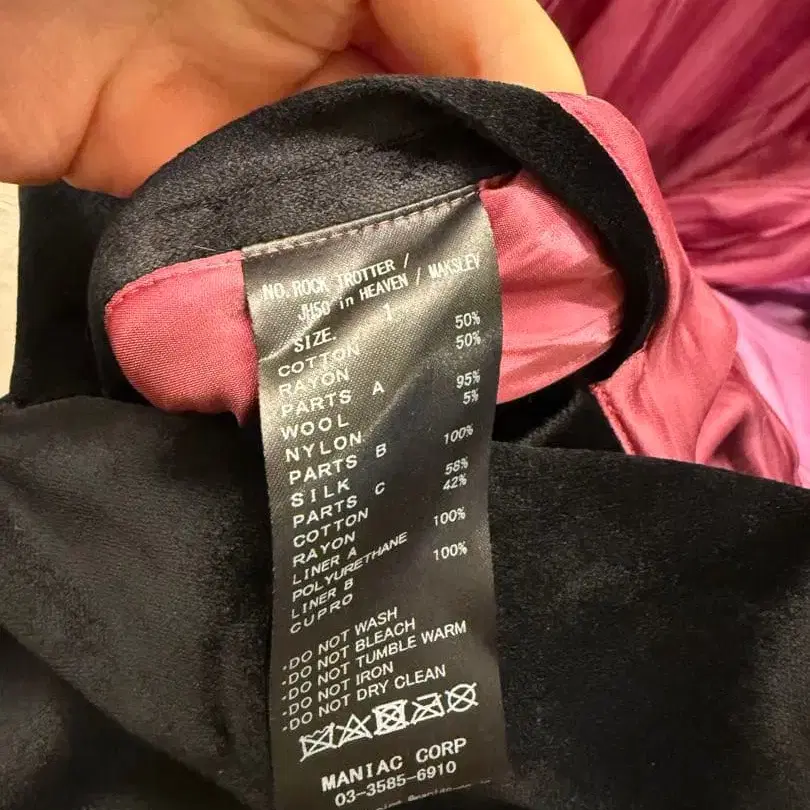 NO. ROCK TROTTER /
JH50 in HEAVEN / MAKSLEV
SIZE. 1
COTTON 50%
RAYON 50%
PARTS A
WOOL 95%
NYLON 5%
PARTS B
SILK 100%
PARTS C
COTTON 58%
RAYON 42%
LINER A
POLYURETHANE 100%
LINER B
CUPRO 100%
·DO NOT WASH
·DO NOT BLEACH
·DO NOT TUMBLE WARM
·DO NOT IRON
·DO NOT DRY CLEAN
MANIAC CORP
03-3585-6910